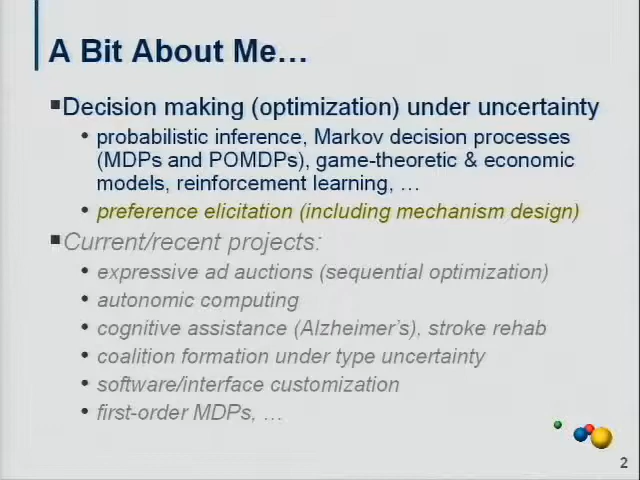 A Bit About Me…
▪Decision making (optimization) under uncertainty
• probabilistic inference, Markov decision processes
(MDPs and POMDPs), game-theoretic & economic
models, reinforcement learning, …
• preference elicitation (including mechanism design)
▪Current/recent projects:
• expressive ad auctions (sequential optimization)
• autonomic computing
• cognitive assistance (Alzheimer's), stroke rehab
• coalition formation under type uncertainty
• software/interface customization
• first-order MDPs, …
2